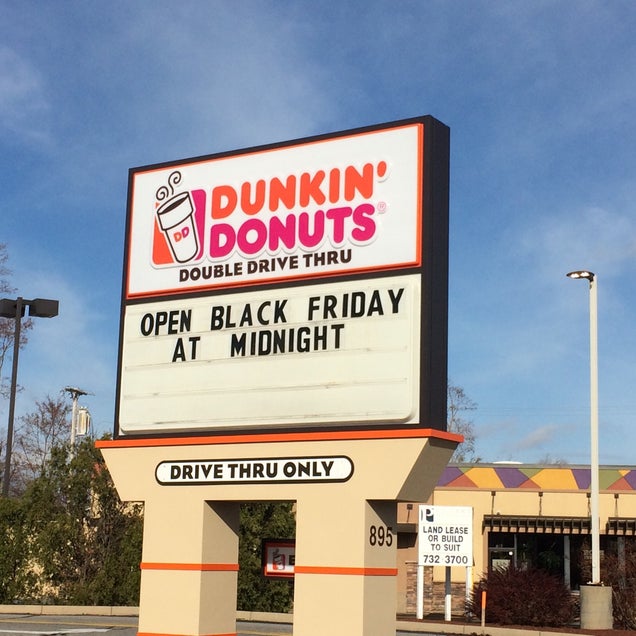 DUNKIN'
DONUTS®
DD
DOUBLE DRIVE THRU
OPEN BLACK FRIDAY
AT MIDNIGHT
DRIVE THRU ONLY
895
P
LAND LEASE
OR BUILD
TO SUIT
732-3700